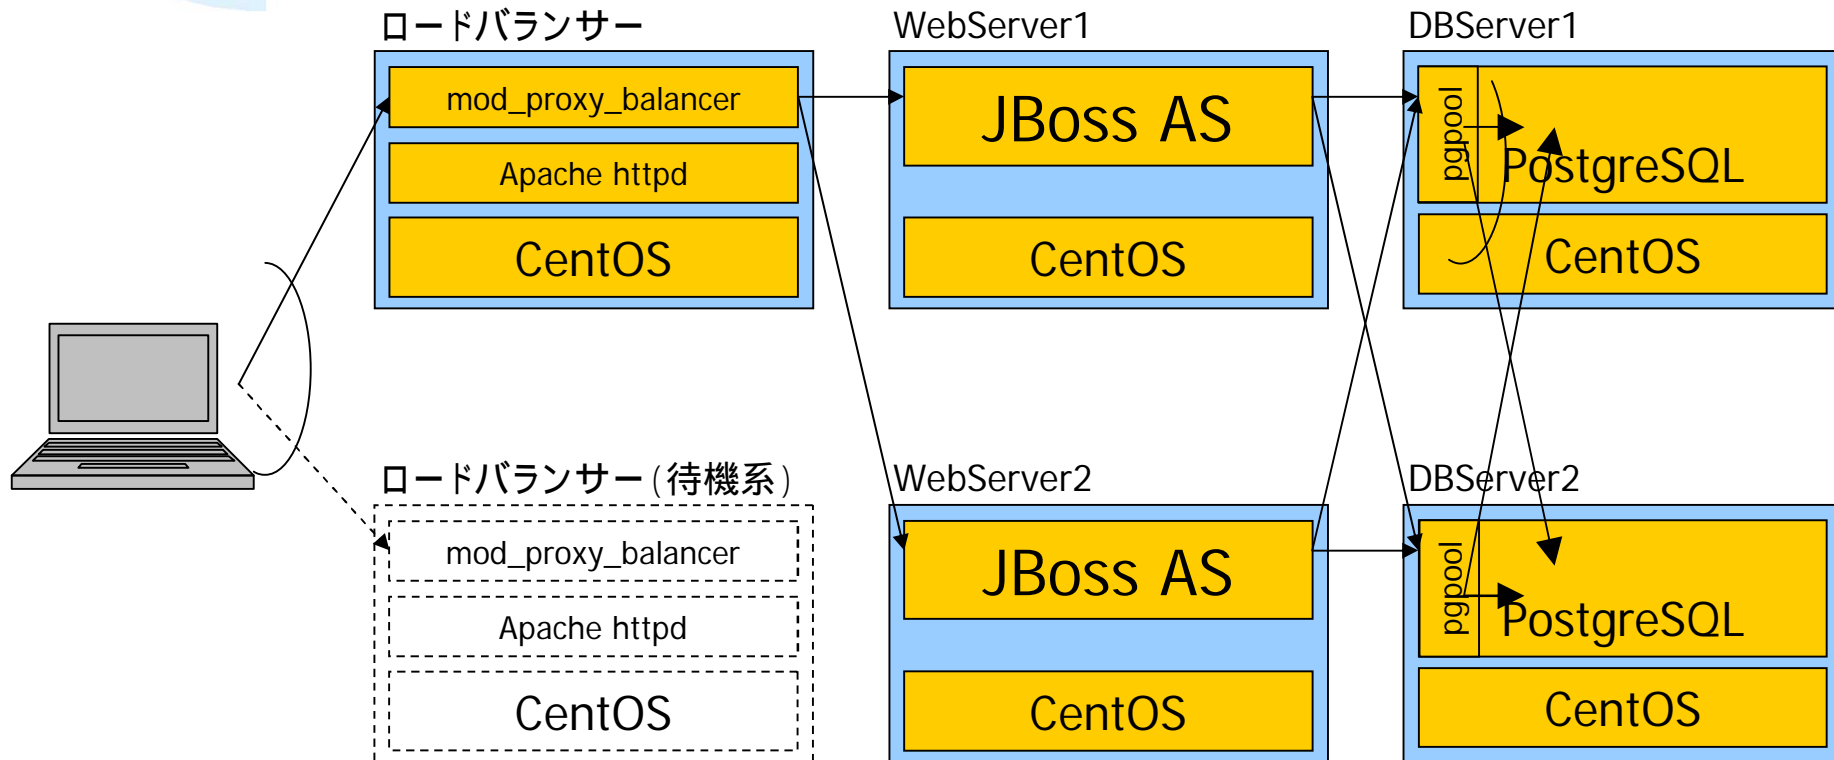 ロードバランサー
mod_proxy_balancer
Apache httpd
CentOS
WebServer1
JBoss AS
CentOS
DBServer1
pgpool
PostgreSQL
CentOS
ロードバランサー(待機系)
mod_proxy_balancer
Apache httpd
CentOS
WebServer2
JBoss AS
CentOS
DBServer2
pgpool
PostgreSQL
CentOS